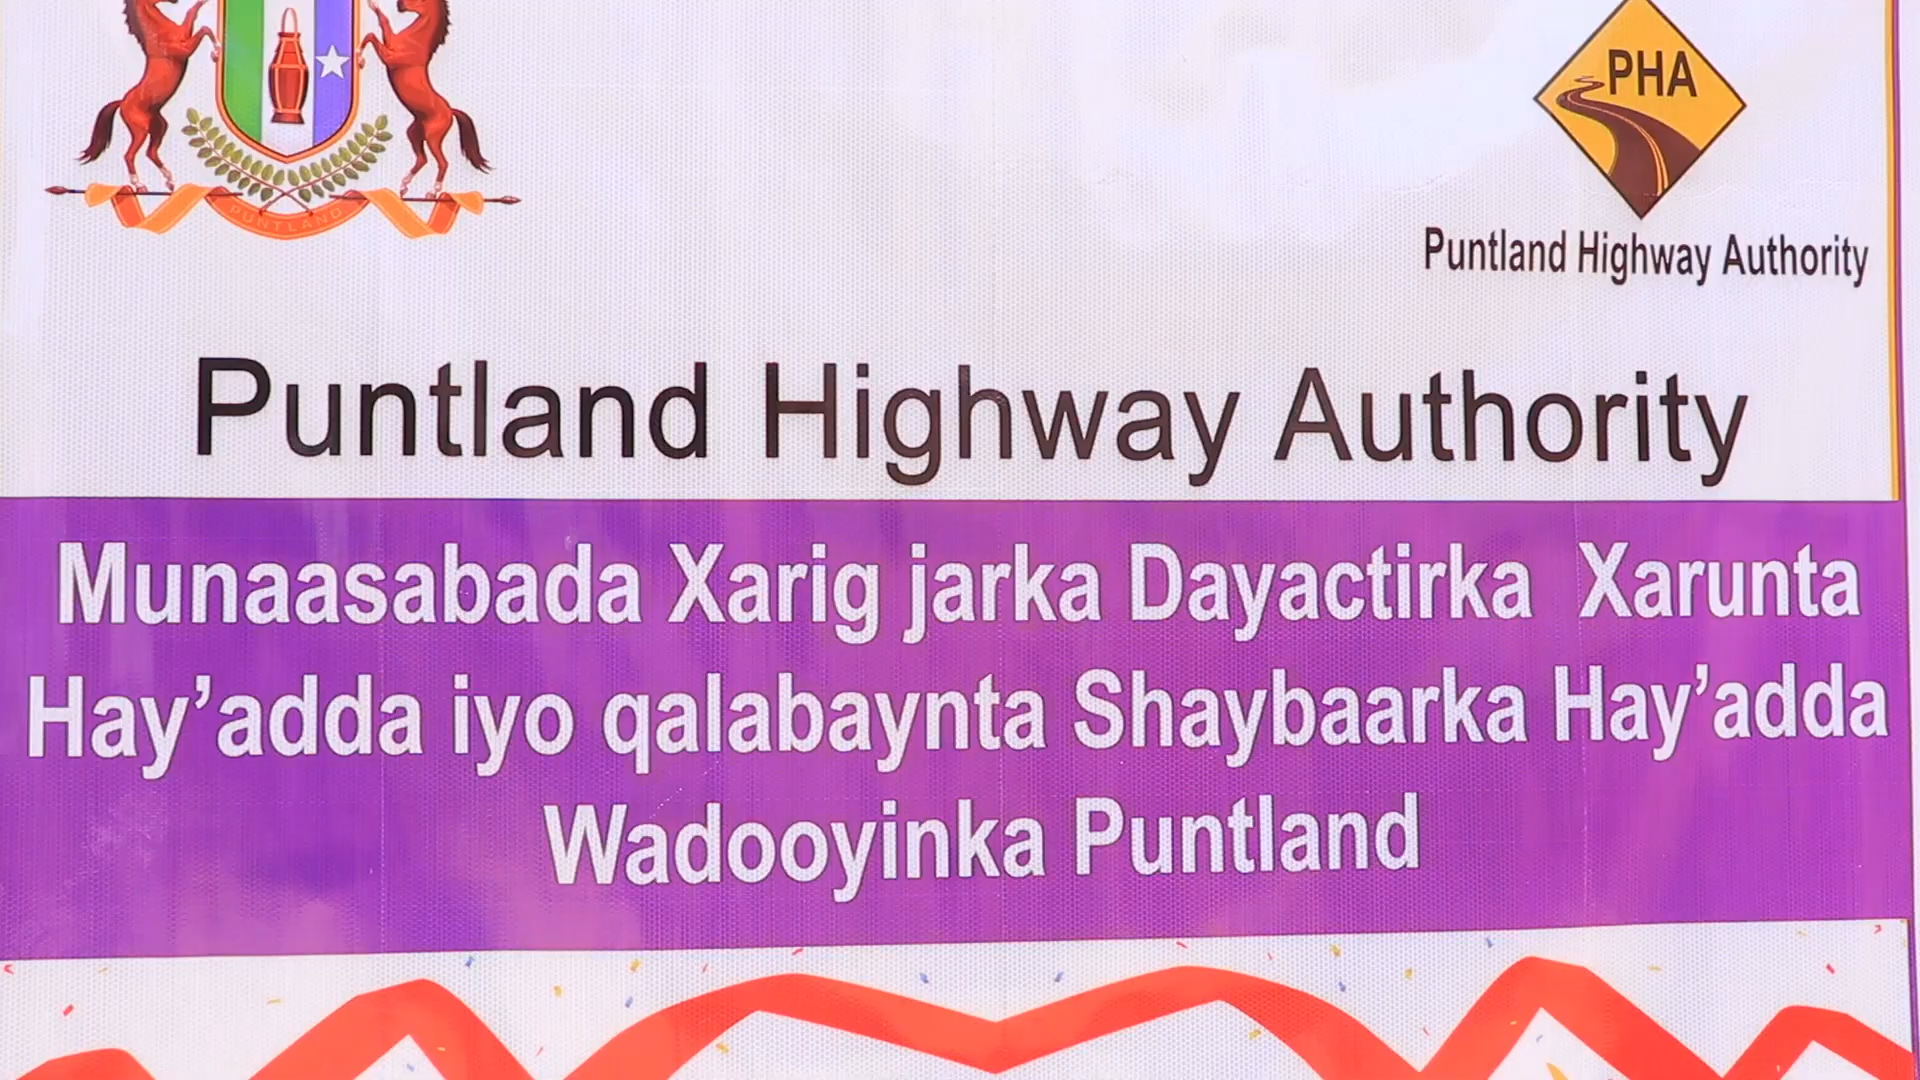 PUNTLAND
PHA
Puntland Highway Authority
Puntland Highway Authority
Munaasabada Xarig jarka Dayactirka Xarunta
Hay’adda iyo qalabaynta Shaybaarka Hay’adda
Wadooyinka Puntland